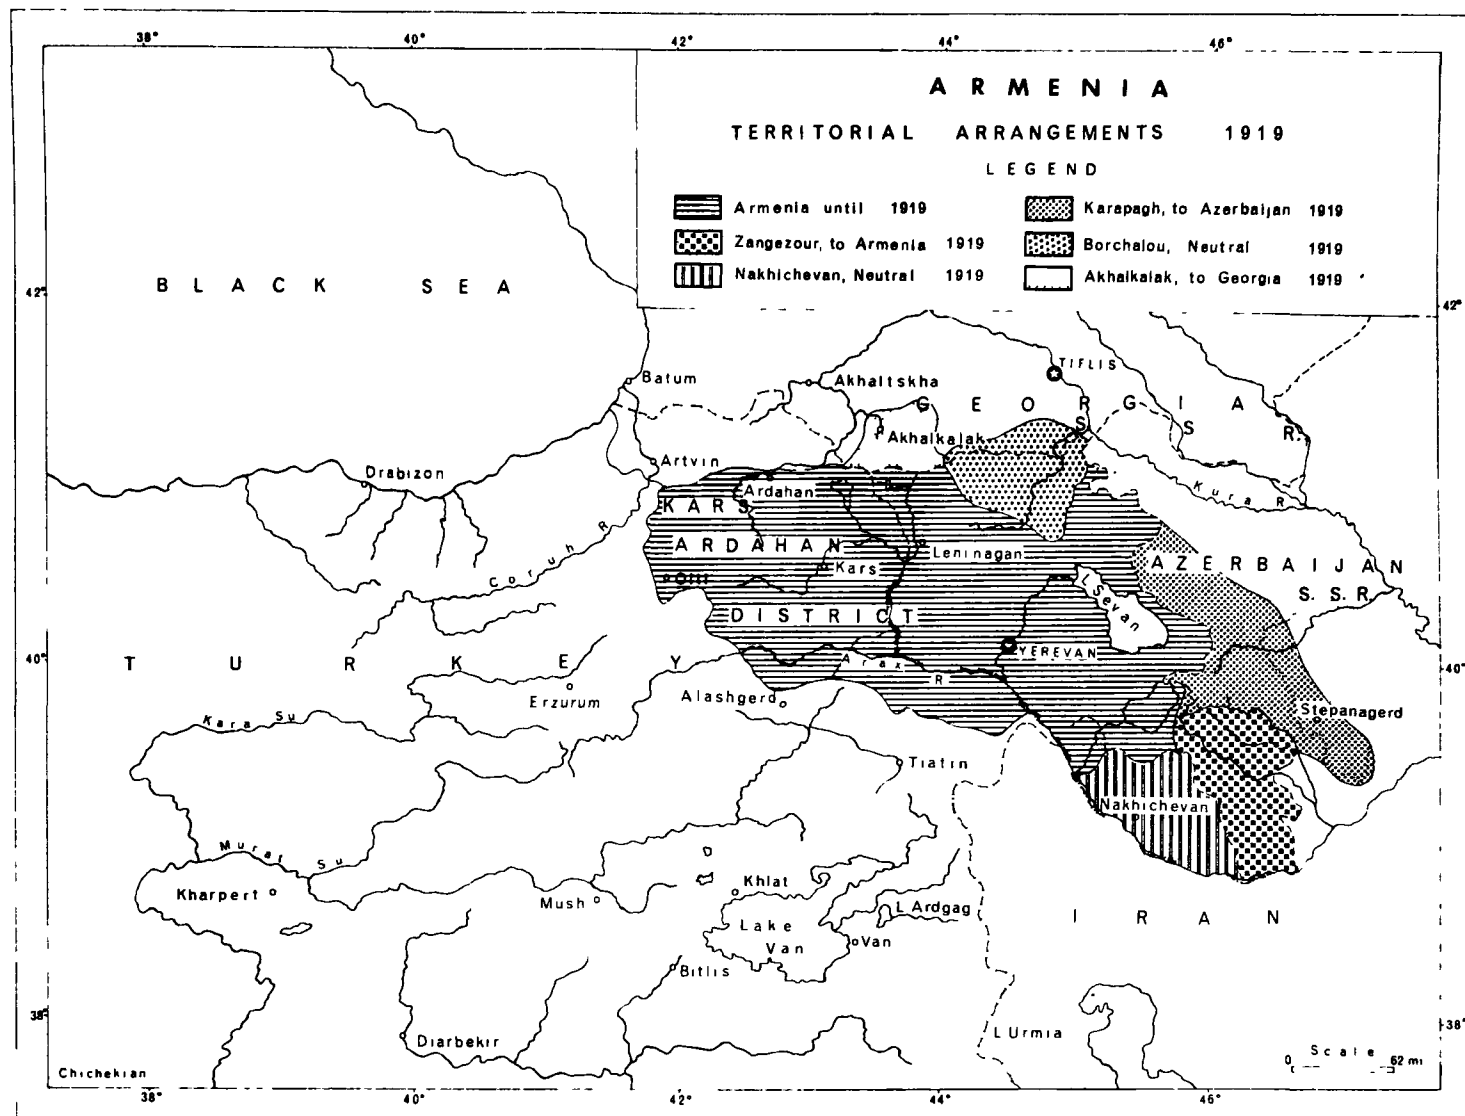 38° 40° 42° 44° 46°
ARMENIA
TERRITORIAL ARRANGEMENTS 1919
LEGEND
Armenia until 1919
Zangezour, to Armenia 1919
Nakhichevan, Neutral 1919
Karapagh, to Azerbaijan 1919
Borchalou, Neutral 1919
Akhalkalak, to Georgia 1919
BLACK SEA
42° 42°
TIFLIS
Batum
Akhaltskha
GEORGIA
S. S. R.
Akhalkalak
Artvin
Drabizon
Ardahan
Kura R
KARS
ARDAHAN
DISTRICT
Coruh R
Leninagan
Kars
Olti
AZERBAIJAN
S. S. R.
L Sevan
YEREVAN
Arax R
TURKEY
40° 40°
Erzurum
Alashgerd
Stepanagerd
Kara Su
Tiatin
Nakhichevan
Murat Su
Kharpert
Mush
Khlat
L Ardgag
Lake
Van
Van
IRAN
Bitlis
38° 38°
Diarbekir
L Urmia
Scale
0 62 mi
Chichekian
38° 40° 42° 44° 46°